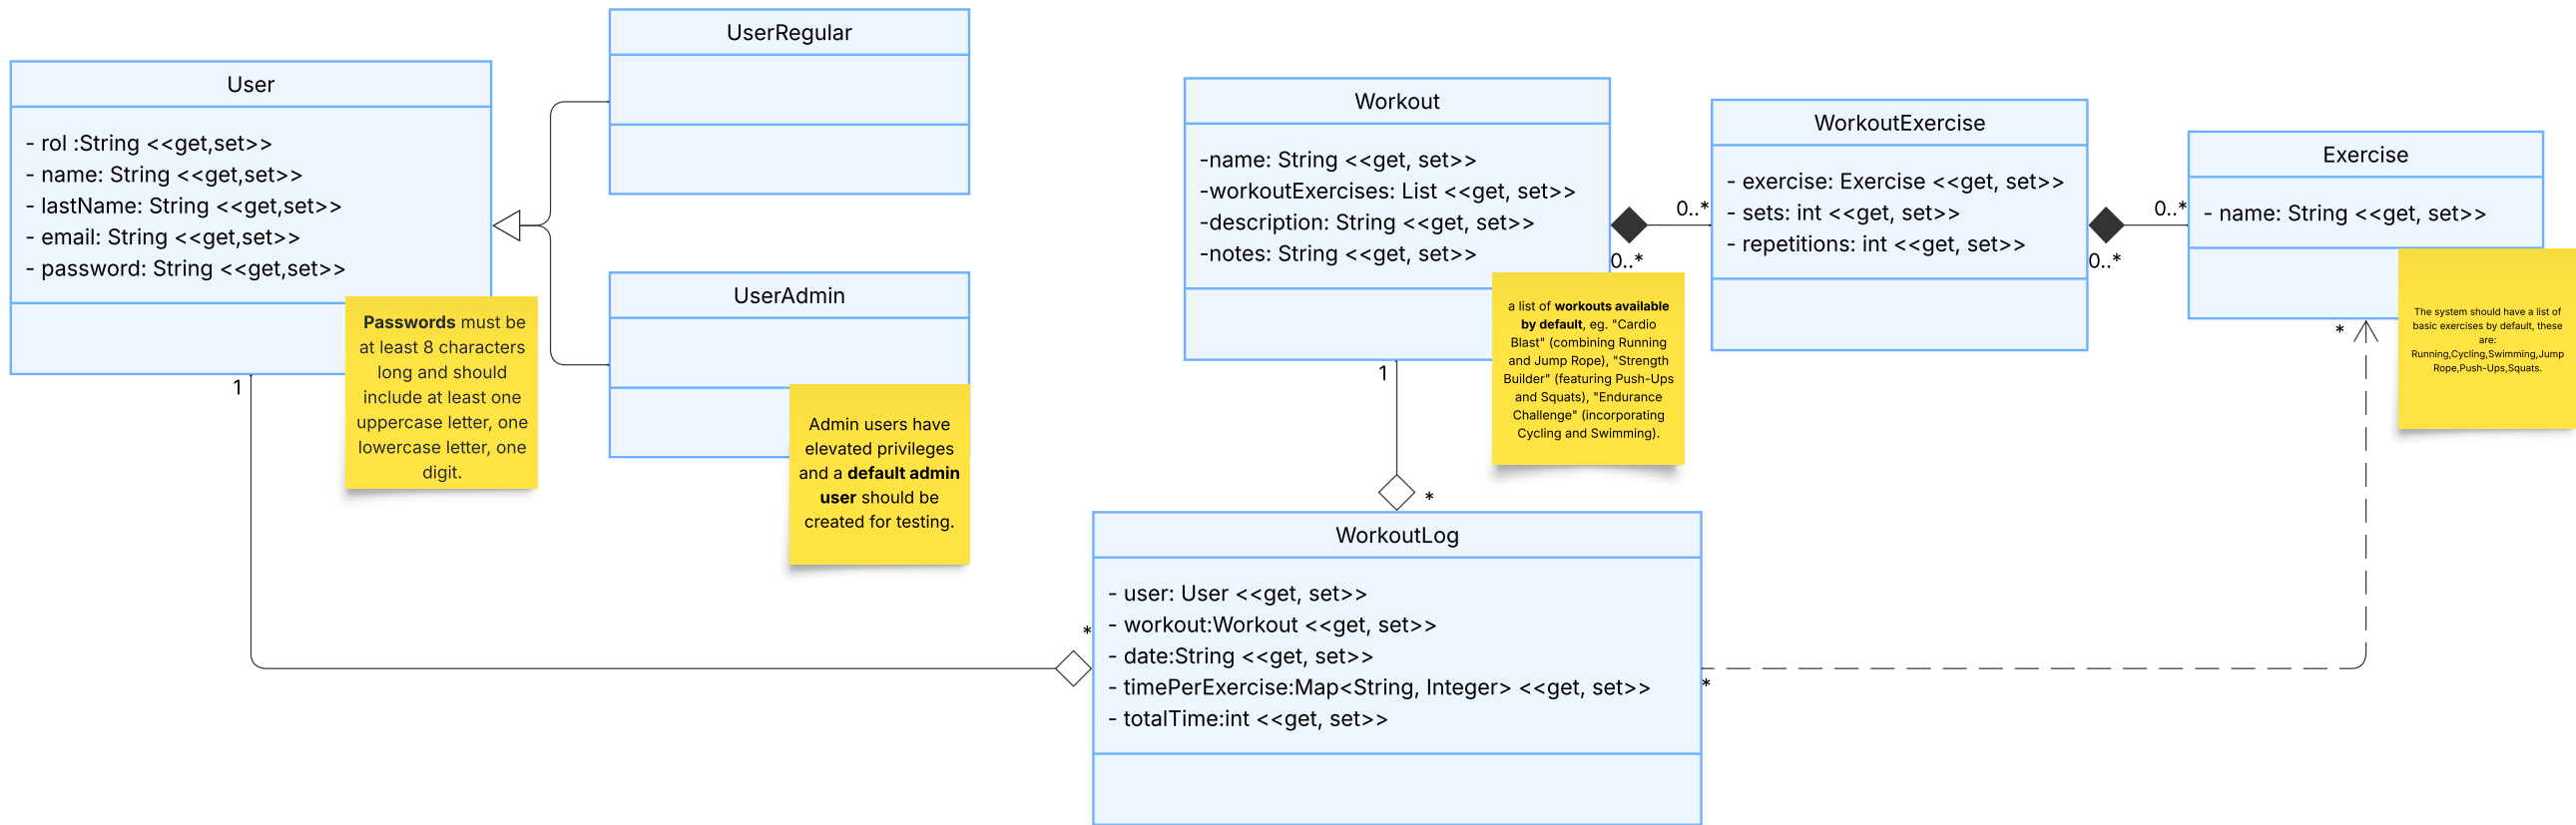 User
- rol :String <<get,set>>
- name: String <<get,set>>
- lastName: String <<get,set>>
- email: String <<get,set>>
- password: String <<get,set>>
Passwords must be
at least 8 characters
long and should
include at least one
uppercase letter, one
lowercase letter, one
digit.
1
UserRegular
UserAdmin
Admin users have
elevated privileges
and a default admin
user should be
created for testing.
Workout
-name: String <<get, set>>
-workoutExercises: List <<get, set>>
-description: String <<get, set>>
-notes: String <<get, set>>
0..*
0..*
a list of workouts available
by default, eg. "Cardio
Blast" (combining Running
and Jump Rope), "Strength
Builder" (featuring Push-Ups
and Squats), "Endurance
Challenge" (incorporating
Cycling and Swimming).
1
*
WorkoutExercise
- exercise: Exercise <<get, set>>
- sets: int <<get, set>>
- repetitions: int <<get, set>>
0..*
0..*
Exercise
- name: String <<get, set>>
The system should have a list of
basic exercises by default, these
are:
Running,Cycling,Swimming,Jump
Rope,Push-Ups,Squats.
*
WorkoutLog
- user: User <<get, set>>
- workout:Workout <<get, set>>
- date:String <<get, set>>
- timePerExercise:Map<String, Integer> <<get, set>>
- totalTime:int <<get, set>>
*
*